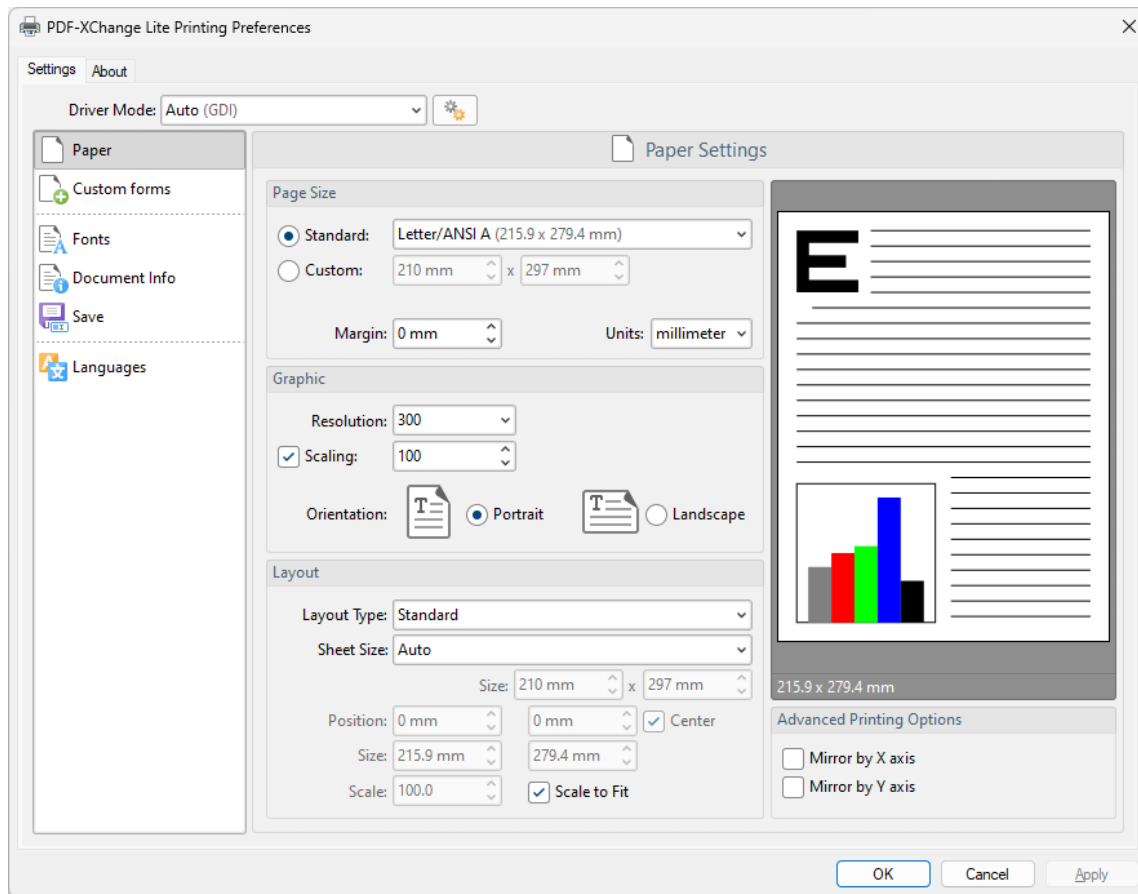 PDF-XChange Lite Printing Preferences
Settings About
Driver Mode: Auto (GDI)
Paper
Custom forms
Fonts
Document Info
Save
Languages
Paper Settings
Page Size
Standard: Letter/ANSI A (215.9 x 279.4 mm)
Custom: 210 mm x 297 mm
Margin: 0 mm Units: millimeter
Graphic
Resolution: 300
Scaling: 100
Orientation: T Portrait T Landscape
Layout
Layout Type: Standard
Sheet Size: Auto
Size: 210 mm x 297 mm
Position: 0 mm 0 mm Center
Size: 215.9 mm 279.4 mm
Scale: 100.0 Scale to Fit
E
215.9 x 279.4 mm
Advanced Printing Options
Mirror by X axis
Mirror by Y axis
OK Cancel Apply